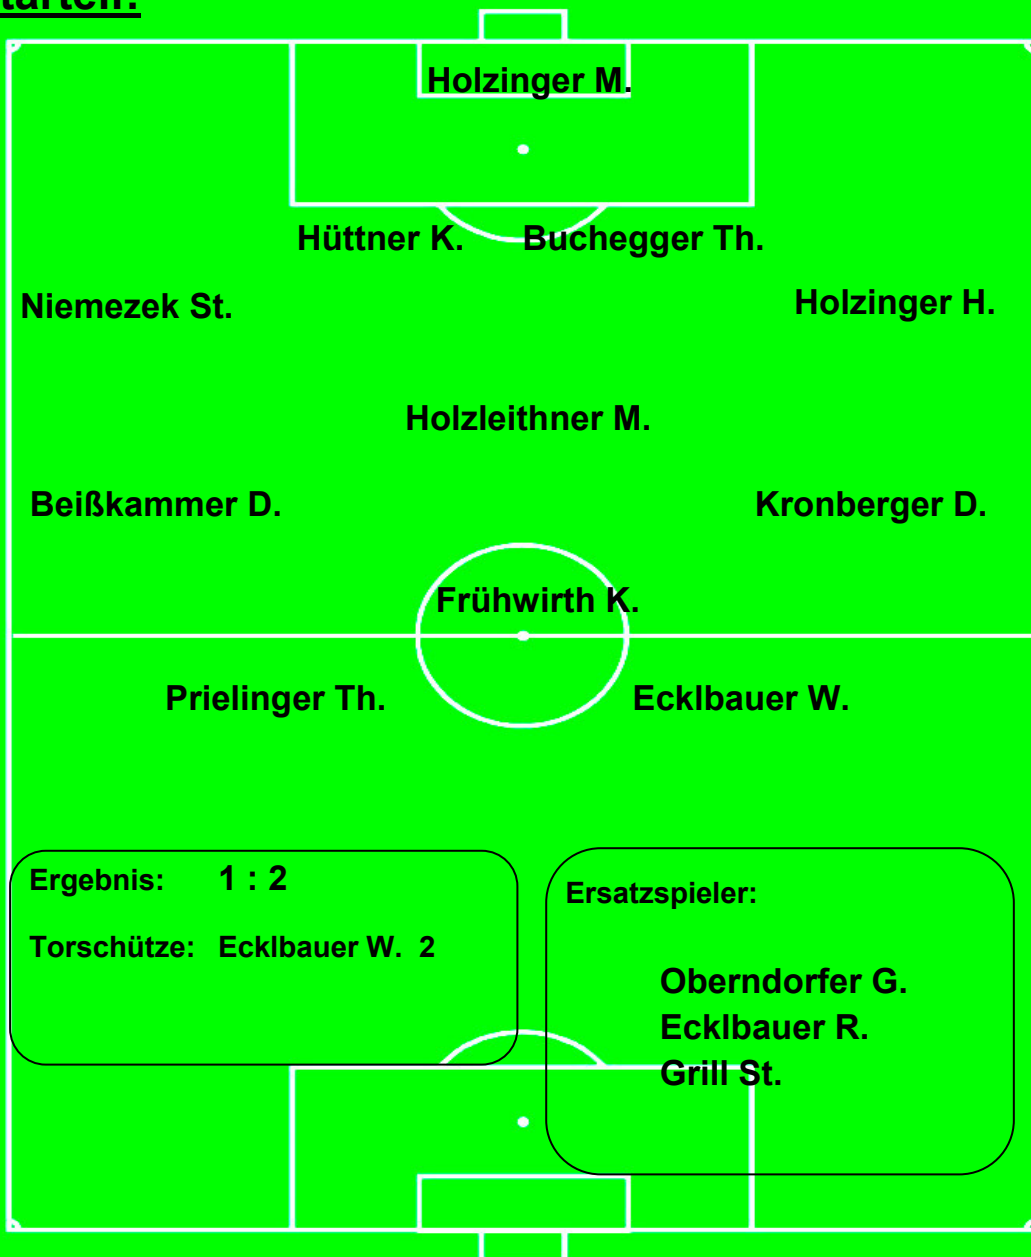 Holzinger M.
Hüttner K. Buchegger Th.
Niemezek St. Holzinger H.
Holzleithner M.
Beißkammer D. Kronberger D.
Frühwirth K.
Prielinger Th. Ecklbauer W.
Ergebnis: 1 : 2
Torschütze: Ecklbauer W. 2
Ersatzspieler:
Oberndorfer G.
Ecklbauer R.
Grill St.